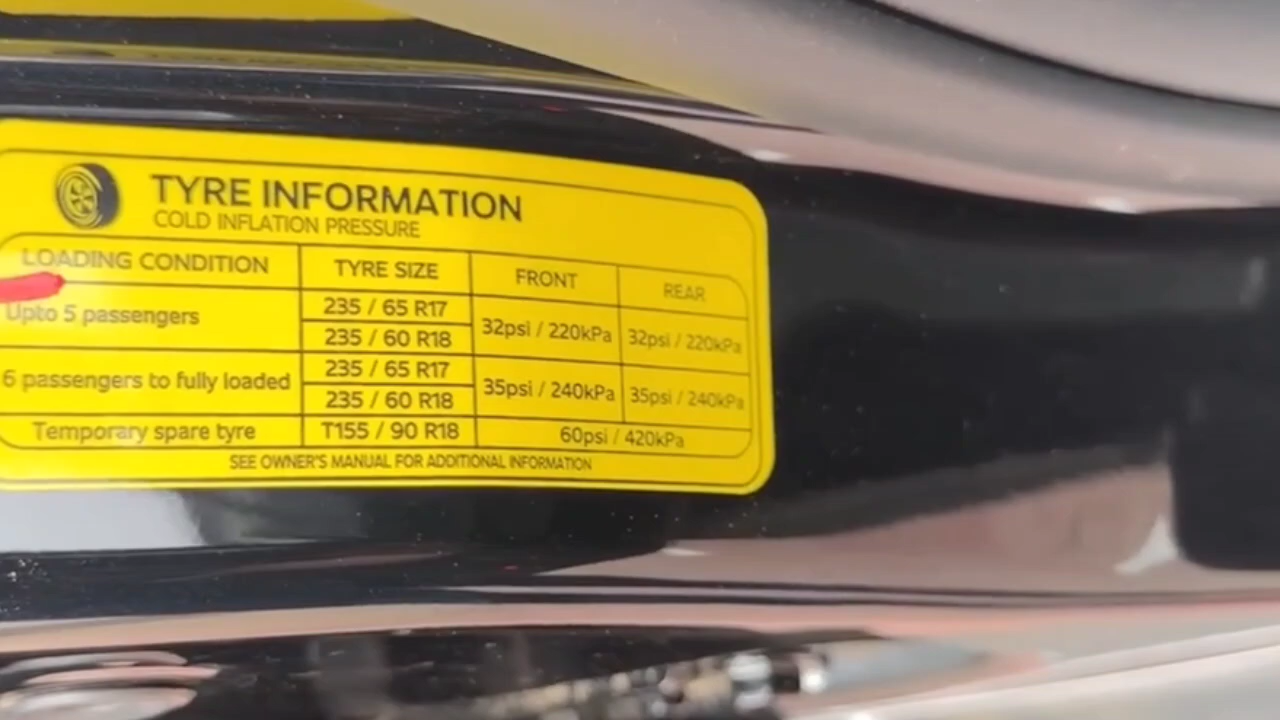 TYRE INFORMATION
COLD INFLATION PRESSURE
LOADING CONDITION TYRE SIZE FRONT REAR
Upto 5 passengers 235 / 65 R17 32psi / 220kPa 32psi / 220kPa
235 / 60 R18
6 passengers to fully loaded 235 / 65 R17 35psi / 240kPa 35psi / 240kPa
235 / 60 R18
Temporary spare tyre T155 / 90 R18 60psi / 420kPa
SEE OWNER'S MANUAL FOR ADDITIONAL INFORMATION